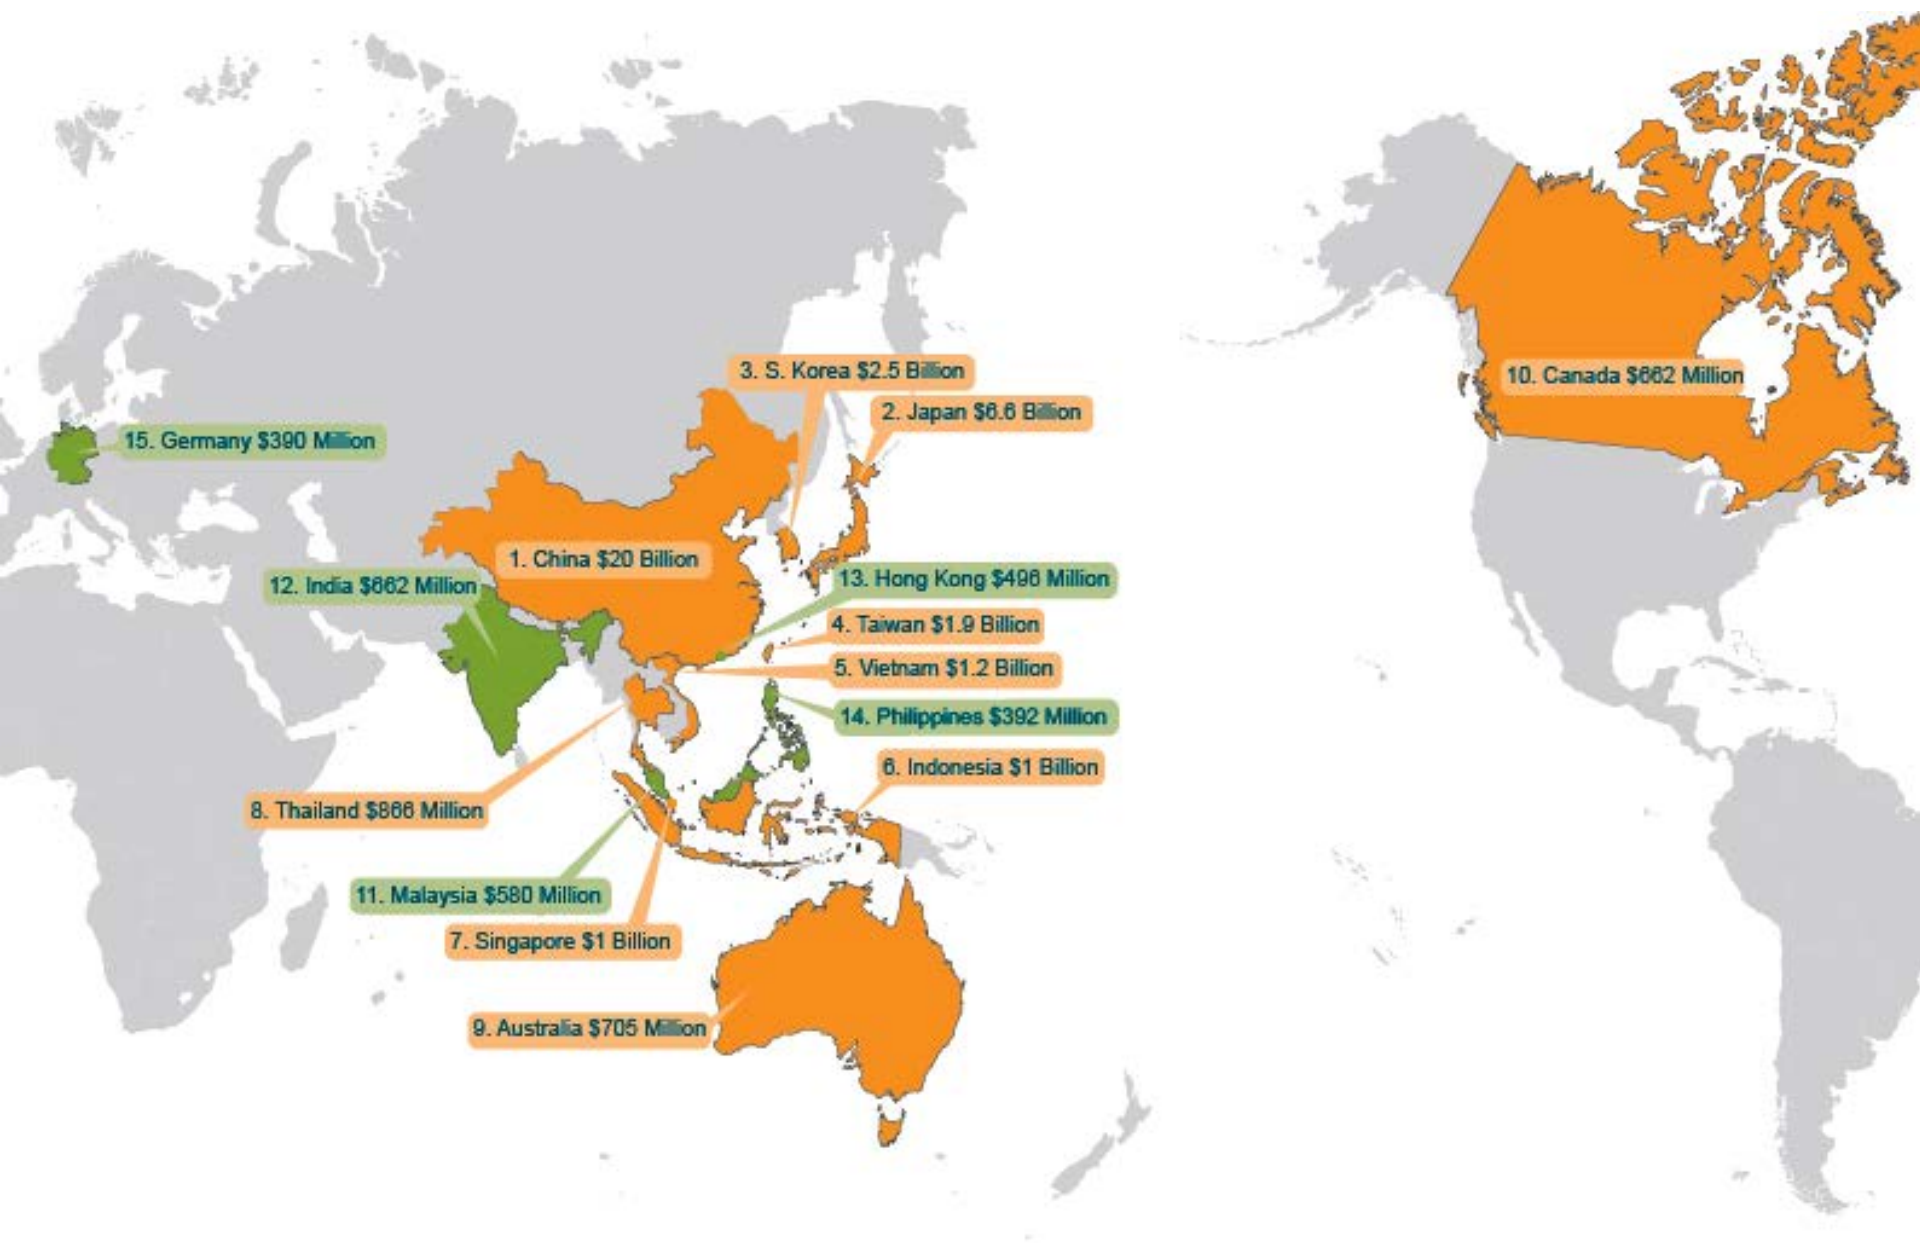 3. S. Korea $2.5 Billion
2. Japan $6.6 Billion
10. Canada $662 Million
15. Germany $390 Million
1. China $20 Billion
12. India $662 Million
13. Hong Kong $496 Million
4. Taiwan $1.9 Billion
5. Vietnam $1.2 Billion
14. Philippines $392 Million
6. Indonesia $1 Billion
8. Thailand $866 Million
11. Malaysia $580 Million
7. Singapore $1 Billion
9. Australia $705 Million